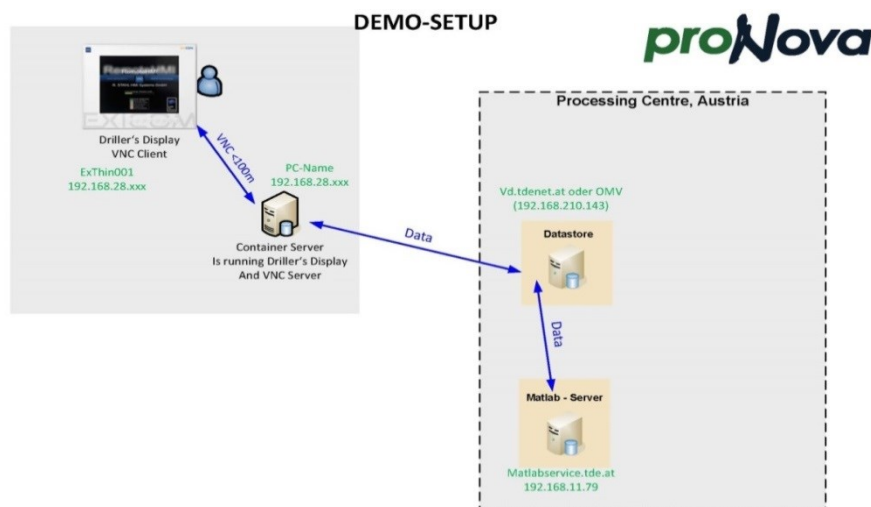 DEMO-SETUP
proNova
EXICOM
Driller's Display
VNC Client
ExThin001
192.168.28.xxx
VNC <100m
PC-Name
192.168.28.xxx
Container Server
Is running Driller's Display
And VNC Server
Data
Processing Centre, Austria
Vd.tdenet.at oder OMV
(192.168.210.143)
Datastore
Data
Matlab - Server
Matlabservice.tde.at
192.168.11.79